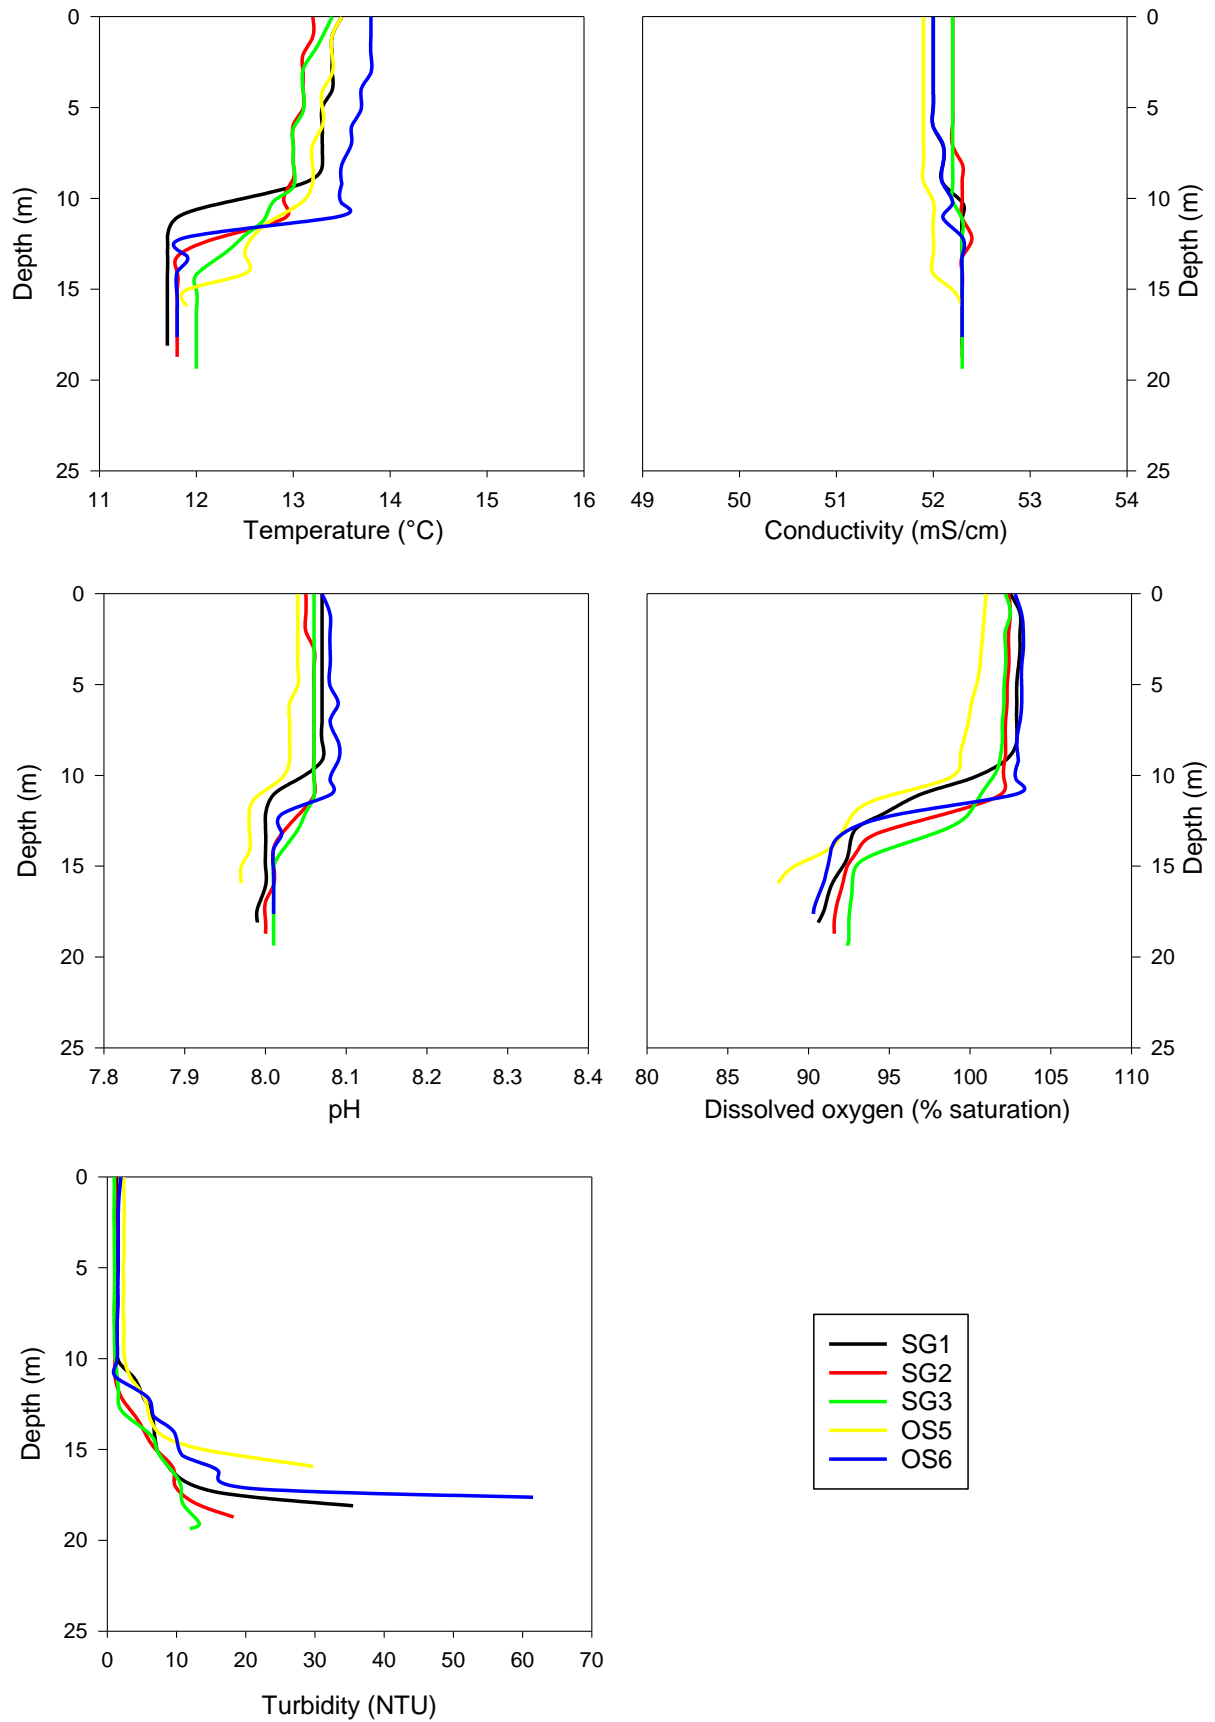 0
5
10
15
20
25
Depth (m)
11 12 13 14 15 16
Temperature (°C)
0
5
10
15
20
25
Depth (m)
49 50 51 52 53 54
Conductivity (mS/cm)
0
5
10
15
20
25
Depth (m)
7.8 7.9 8.0 8.1 8.2 8.3 8.4
pH
0
5
10
15
20
25
Depth (m)
80 85 90 95 100 105 110
Dissolved oxygen (% saturation)
0
5
10
15
20
25
Depth (m)
0 10 20 30 40 50 60 70
Turbidity (NTU)
SG1
SG2
SG3
OS5
OS6